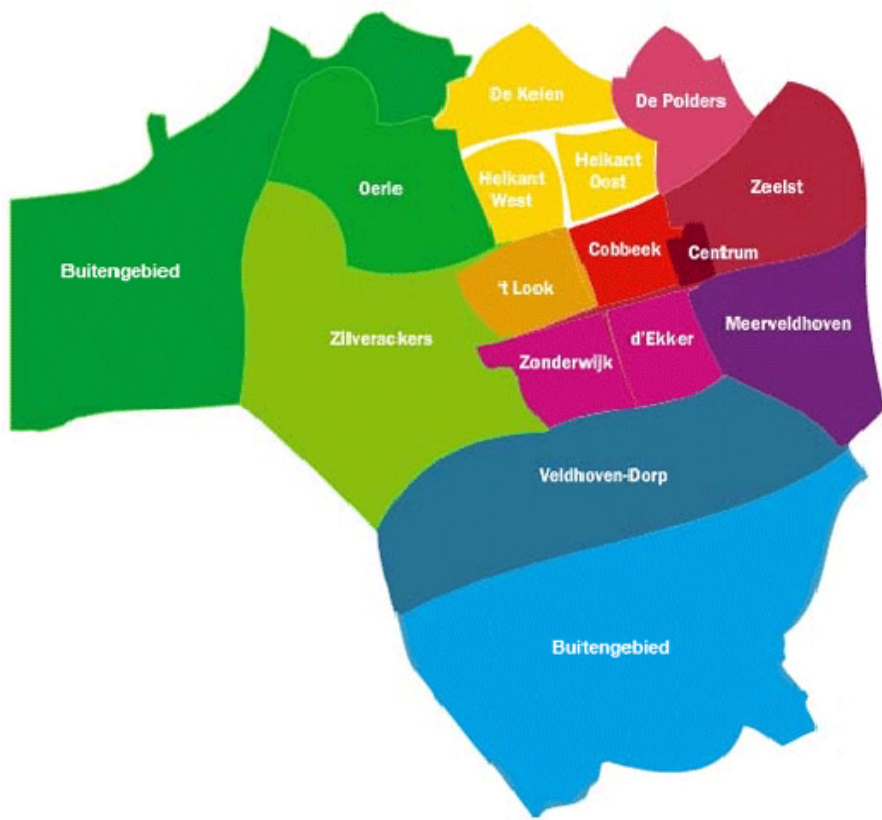 De Kelen
De Polders
Heikant
Oost
Heikant
West
Oerle
Zeelst
Buitengebied
Cobbeek
Centrum
't Look
Zilverackers
Meerveldhoven
d'Ekker
Zonderwijk
Veldhoven-Dorp
Buitengebied